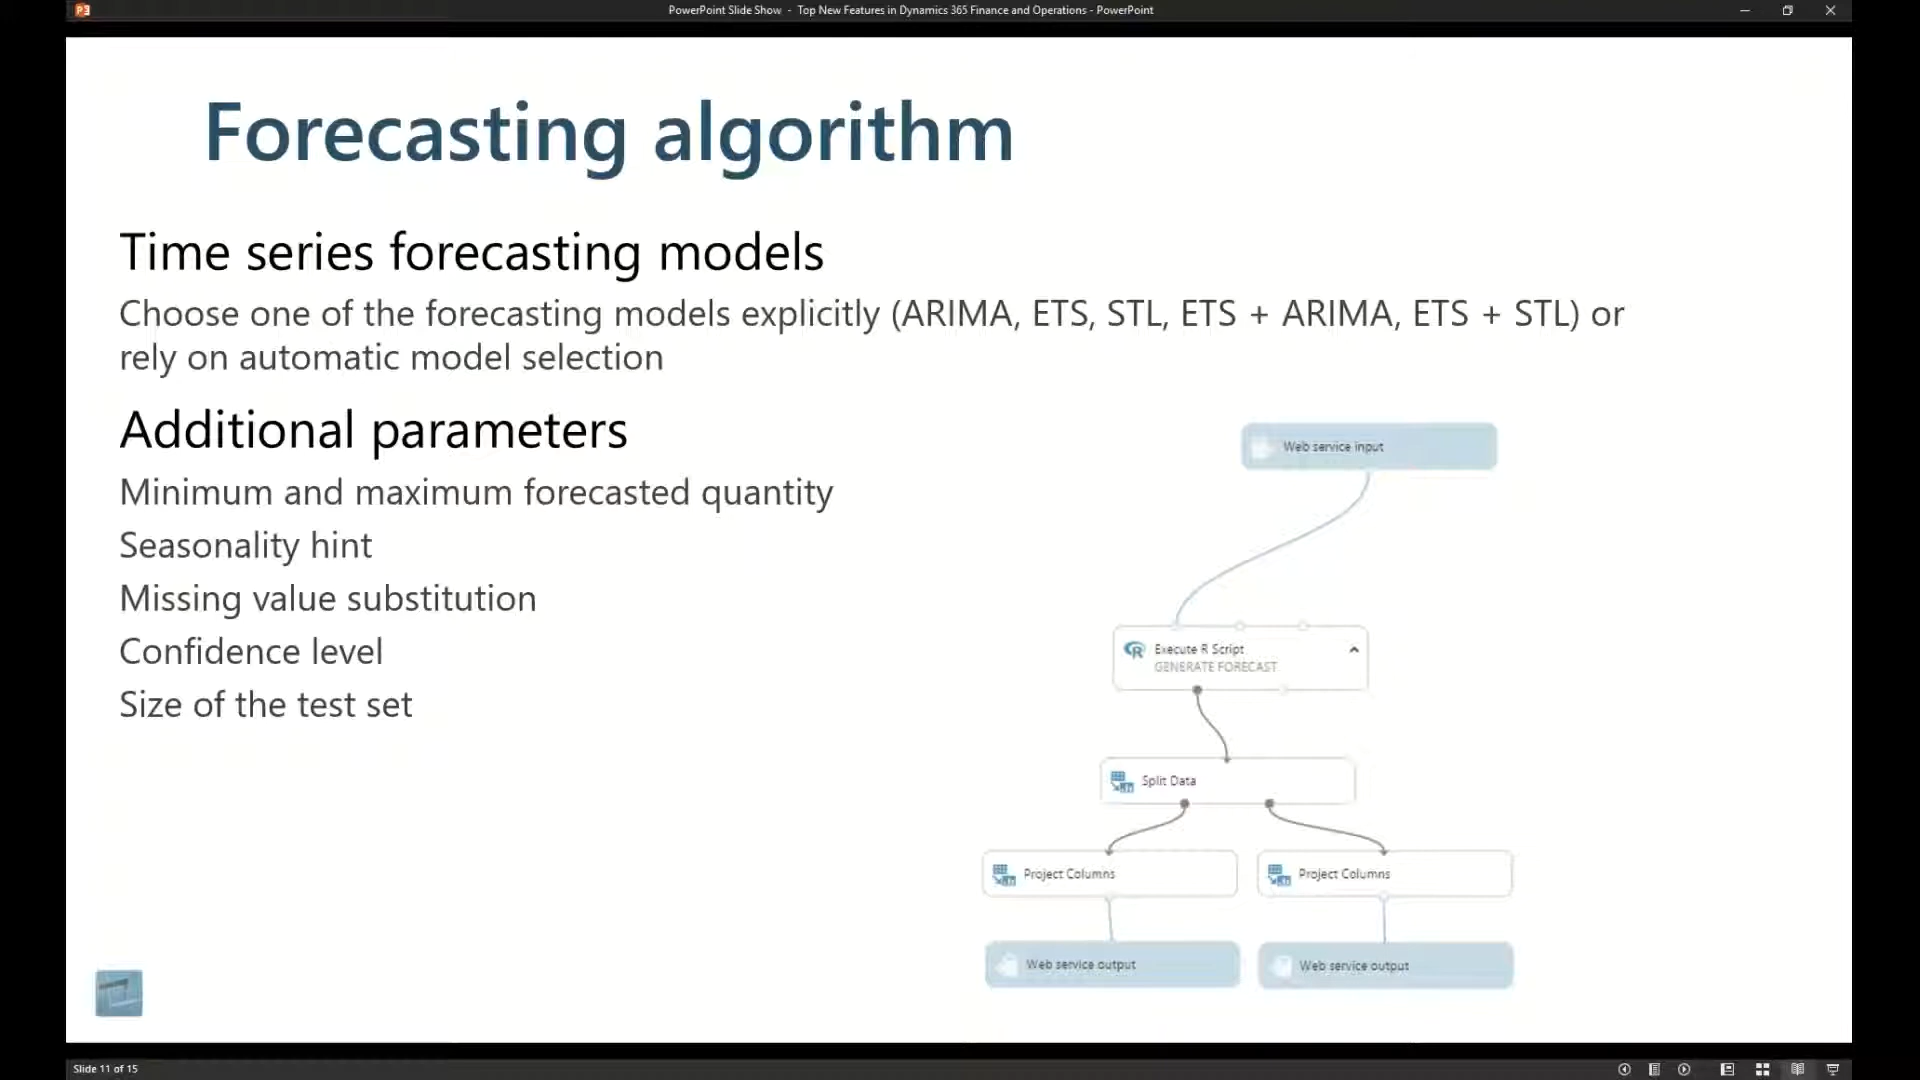 PowerPoint Slide Show - Top New Features in Dynamics 365 Finance and Operations - PowerPoint
Forecasting algorithm
Time series forecasting models
Choose one of the forecasting models explicitly (ARIMA, ETS, STL, ETS + ARIMA, ETS + STL) or
rely on automatic model selection
Additional parameters
Minimum and maximum forecasted quantity
Seasonality hint
Missing value substitution
Confidence level
Size of the test set
Web service input
Execute R Script
GENERATE FORECAST
Split Data
Project Columns
Project Columns
Web service output
Web service output
Slide 11 of 15